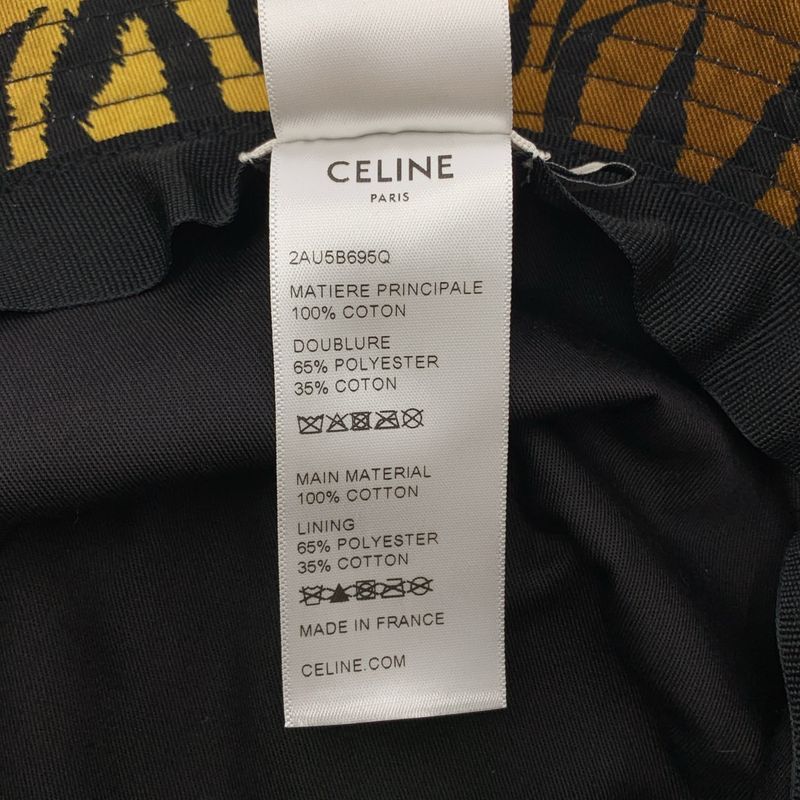 CELINE
PARIS
2AU5B695Q
MATIERE PRINCIPALE
100% COTON
DOUBLURE
65% POLYESTER
35% COTON
MAIN MATERIAL
100% COTTON
LINING
65% POLYESTER
35% COTTON
MADE IN FRANCE
CELINE.COM